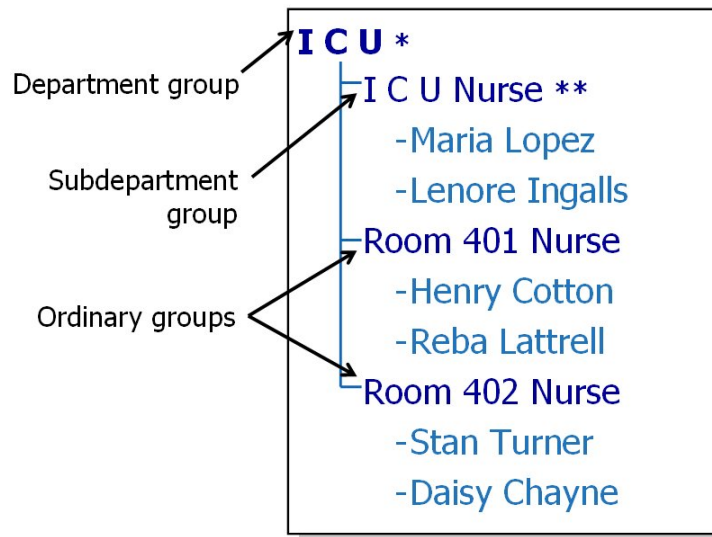 I C U *
Department group
I C U Nurse **
-Maria Lopez
Subdepartment
group
-Lenore Ingalls
Room 401 Nurse
-Henry Cotton
Ordinary groups
-Reba Lattrell
Room 402 Nurse
-Stan Turner
-Daisy Chayne